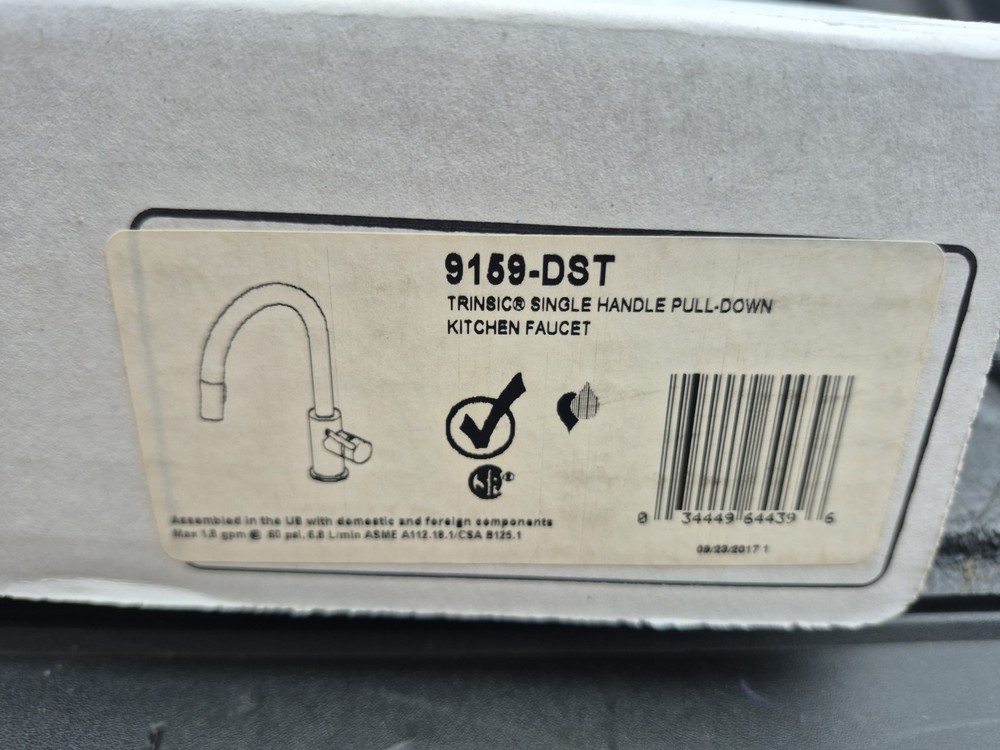 9159-DST
TRINSIC® SINGLE HANDLE PULL-DOWN
KITCHEN FAUCET
Assembled in the US with domestic and foreign components
Max 1.8 gpm @ 60 psi, 6.8 L/min ASME A112.18.1/CSA B125.1
0 34449 64439 6
09/23/2017 1